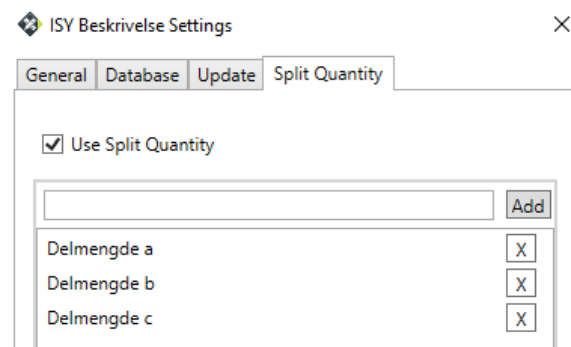 ISY Beskrivelse Settings
General Database Update Split Quantity
Use Split Quantity
Add
Delmengde a X
Delmengde b X
Delmengde c X